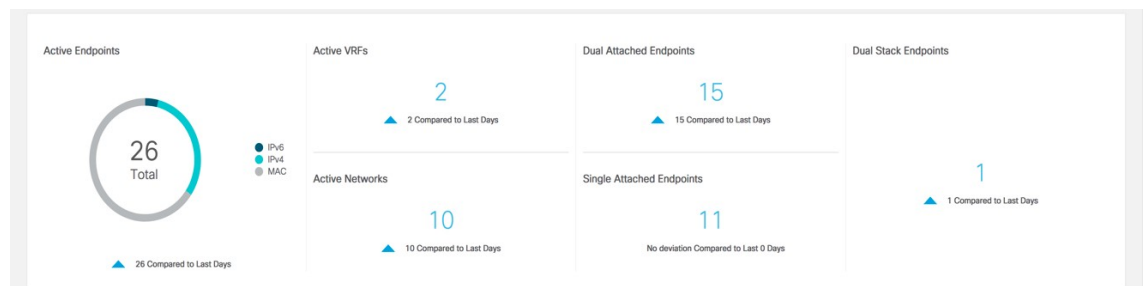 Active Endpoints
26
Total
IPv6
IPv4
MAC
26 Compared to Last Days
Active VRFs
2
2 Compared to Last Days
Active Networks
10
10 Compared to Last Days
Dual Attached Endpoints
15
15 Compared to Last Days
Single Attached Endpoints
11
No deviation Compared to Last 0 Days
Dual Stack Endpoints
1
1 Compared to Last Days